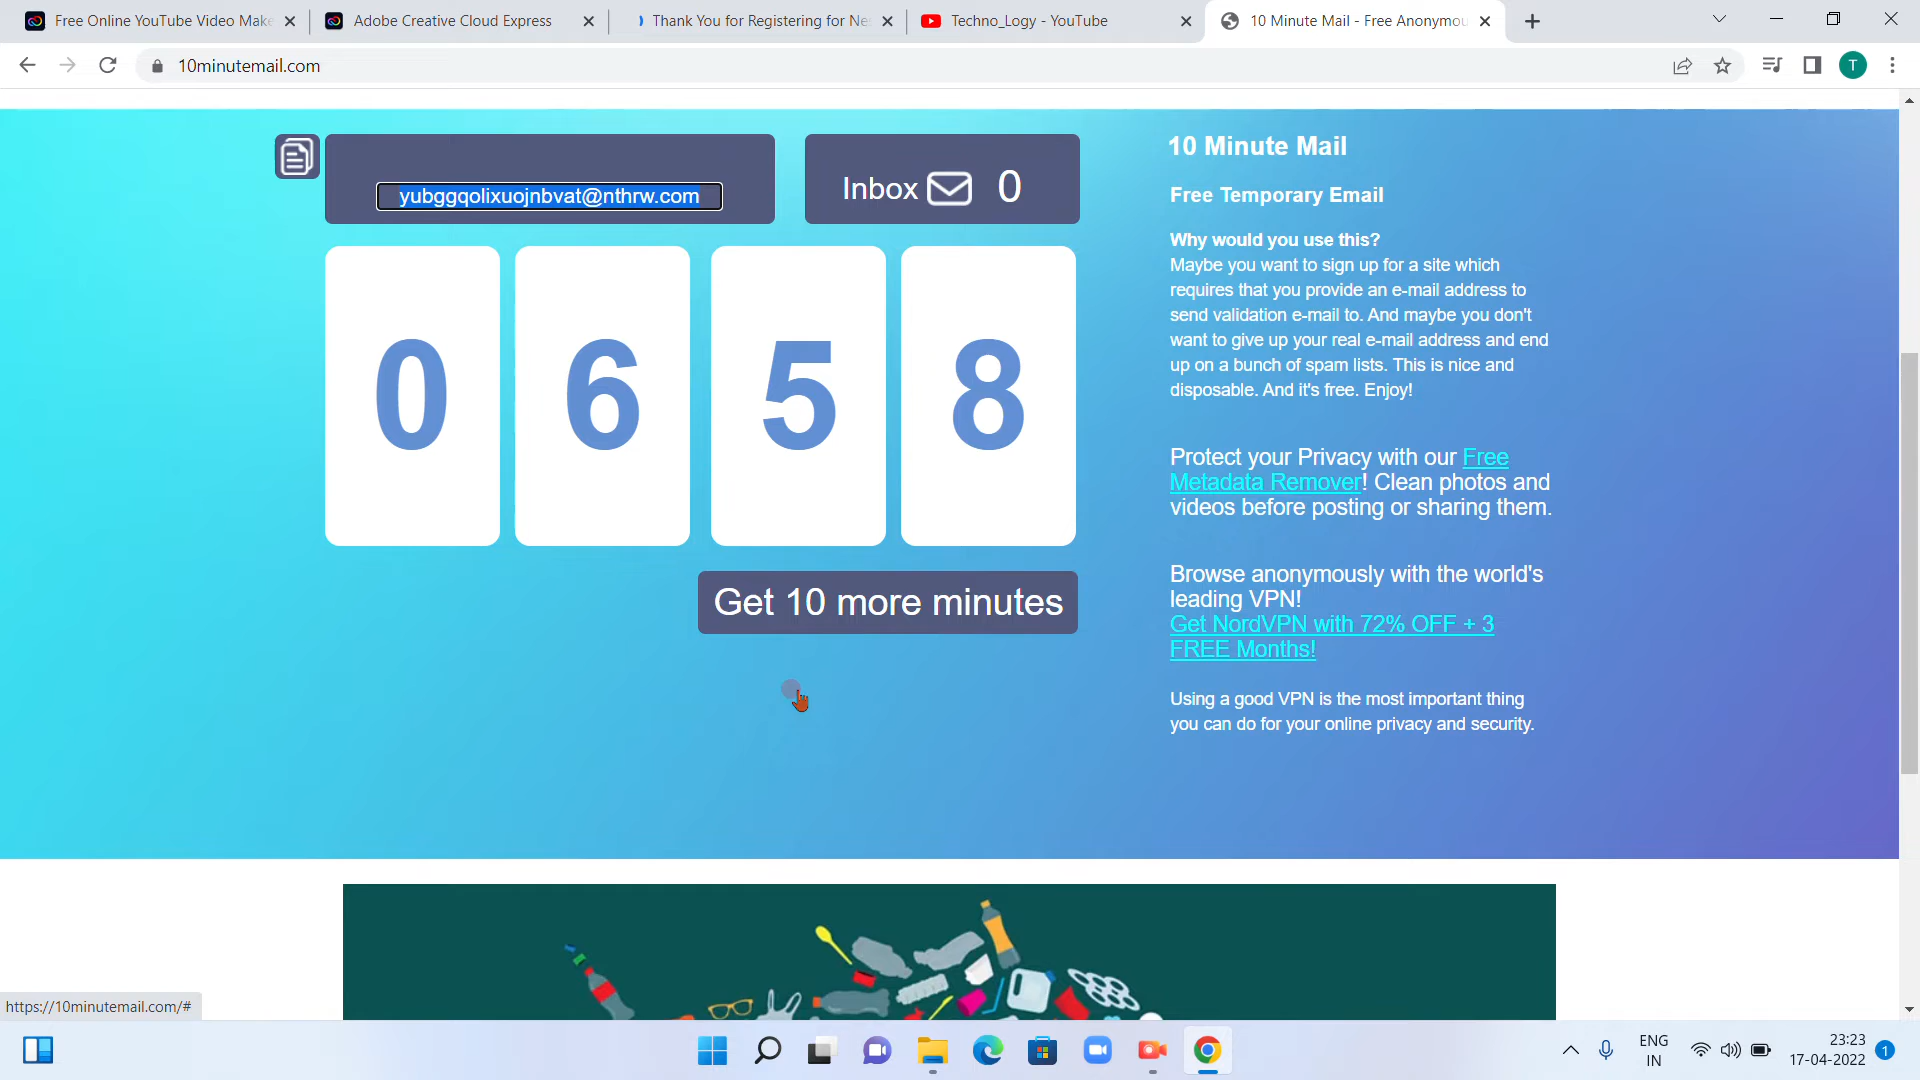 Free Online YouTube Video Make
Adobe Creative Cloud Express
Thank You for Registering for Ne
Techno_Logy - YouTube
10 Minute Mail - Free Anonymou
10minutemail.com
T
yubggqolixuojnbvat@nthrw.com
Inbox 0
0 6 5 8
Get 10 more minutes
10 Minute Mail
Free Temporary Email
Why would you use this?
Maybe you want to sign up for a site which
requires that you provide an e-mail address to
send validation e-mail to. And maybe you don't
want to give up your real e-mail address and end
up on a bunch of spam lists. This is nice and
disposable. And it's free. Enjoy!
Protect your Privacy with our Free
Metadata Remover! Clean photos and
videos before posting or sharing them.
Browse anonymously with the world's
leading VPN!
Get NordVPN with 72% OFF + 3
FREE Months!
Using a good VPN is the most important thing
you can do for your online privacy and security.
https://10minutemail.com/#
ENG
IN
23:23
17-04-2022
1